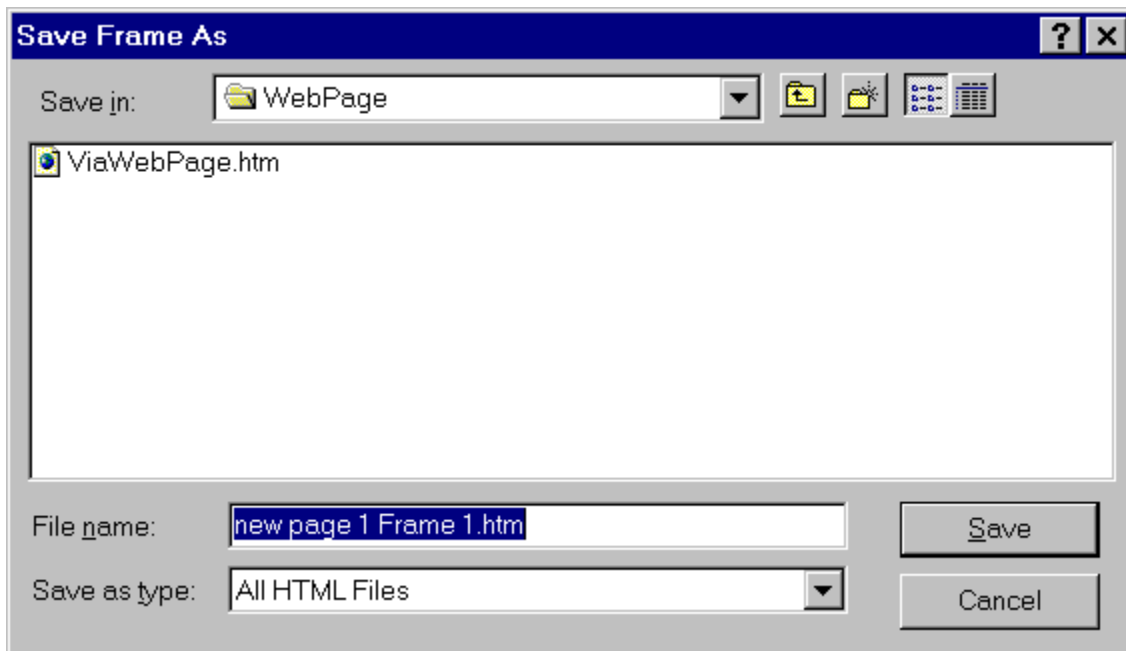 Save Frame As
Save in: WebPage
ViaWebPage.htm
File name: new page 1 Frame 1.htm Save
Save as type: All HTML Files Cancel